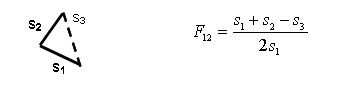 s₂
s₃
s₁
F₁₂ = (s₁ + s₂ − s₃) / 2s₁